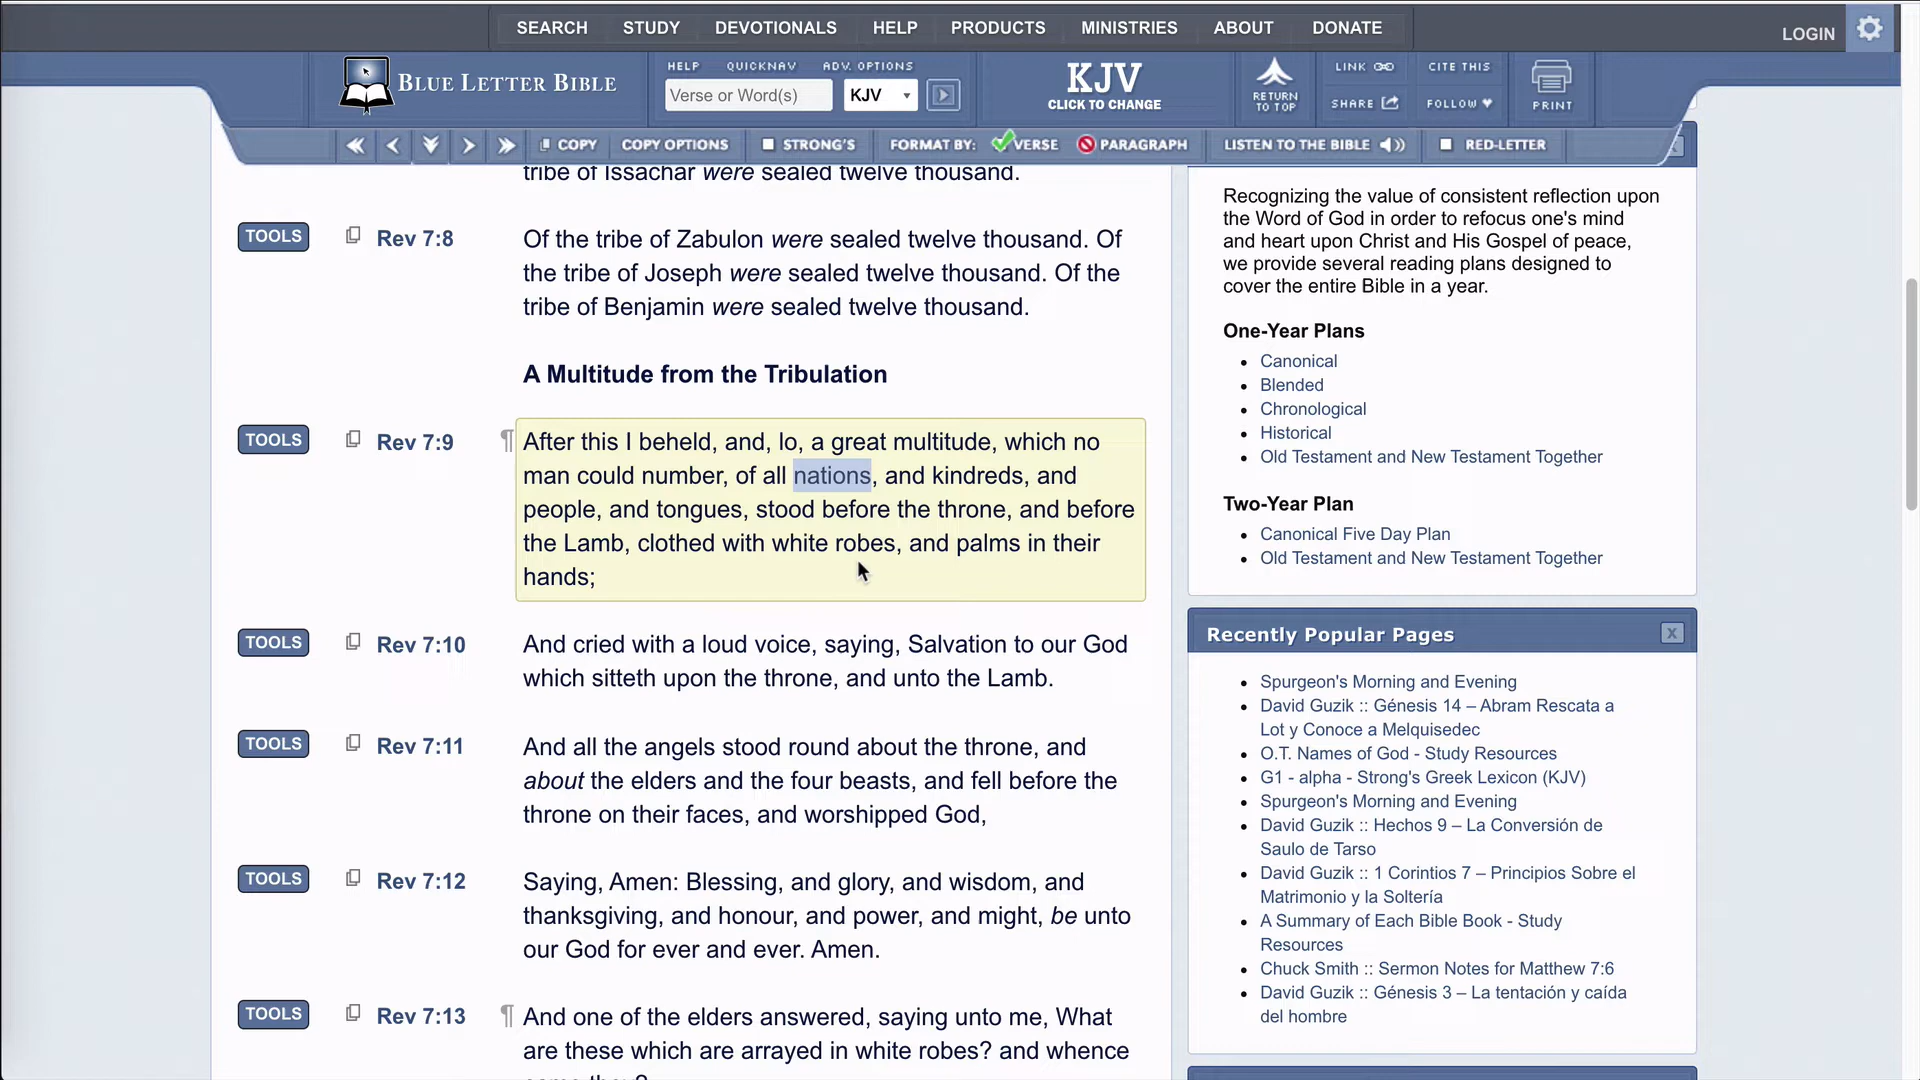 SEARCH STUDY DEVOTIONALS HELP PRODUCTS MINISTRIES ABOUT DONATE
LOGIN
BLUE LETTER BIBLE
HELP QUICKNAV ADV. OPTIONS
Verse or Word(s) KJV
KJV
CLICK TO CHANGE
RETURN
TO TOP
LINK
SHARE
CITE THIS
FOLLOW
PRINT
COPY COPY OPTIONS STRONG'S FORMAT BY: VERSE PARAGRAPH LISTEN TO THE BIBLE RED-LETTER
tribe of Issachar were sealed twelve thousand.
TOOLS Rev 7:8 Of the tribe of Zabulon were sealed twelve thousand. Of
the tribe of Joseph were sealed twelve thousand. Of the
tribe of Benjamin were sealed twelve thousand.
A Multitude from the Tribulation
TOOLS Rev 7:9 ¶ After this I beheld, and, lo, a great multitude, which no
man could number, of all nations, and kindreds, and
people, and tongues, stood before the throne, and before
the Lamb, clothed with white robes, and palms in their
hands;
TOOLS Rev 7:10 And cried with a loud voice, saying, Salvation to our God
which sitteth upon the throne, and unto the Lamb.
TOOLS Rev 7:11 And all the angels stood round about the throne, and
about the elders and the four beasts, and fell before the
throne on their faces, and worshipped God,
TOOLS Rev 7:12 Saying, Amen: Blessing, and glory, and wisdom, and
thanksgiving, and honour, and power, and might, be unto
our God for ever and ever. Amen.
TOOLS Rev 7:13 ¶ And one of the elders answered, saying unto me, What
are these which are arrayed in white robes? and whence
Recognizing the value of consistent reflection upon
the Word of God in order to refocus one's mind
and heart upon Christ and His Gospel of peace,
we provide several reading plans designed to
cover the entire Bible in a year.
One-Year Plans
Canonical
Blended
Chronological
Historical
Old Testament and New Testament Together
Two-Year Plan
Canonical Five Day Plan
Old Testament and New Testament Together
Recently Popular Pages X
Spurgeon's Morning and Evening
David Guzik :: Génesis 14 – Abram Rescata a
Lot y Conoce a Melquisedec
O.T. Names of God - Study Resources
G1 - alpha - Strong's Greek Lexicon (KJV)
Spurgeon's Morning and Evening
David Guzik :: Hechos 9 – La Conversión de
Saulo de Tarso
David Guzik :: 1 Corintios 7 – Principios Sobre el
Matrimonio y la Soltería
A Summary of Each Bible Book - Study
Resources
Chuck Smith :: Sermon Notes for Matthew 7:6
David Guzik :: Génesis 3 – La tentación y caída
del hombre